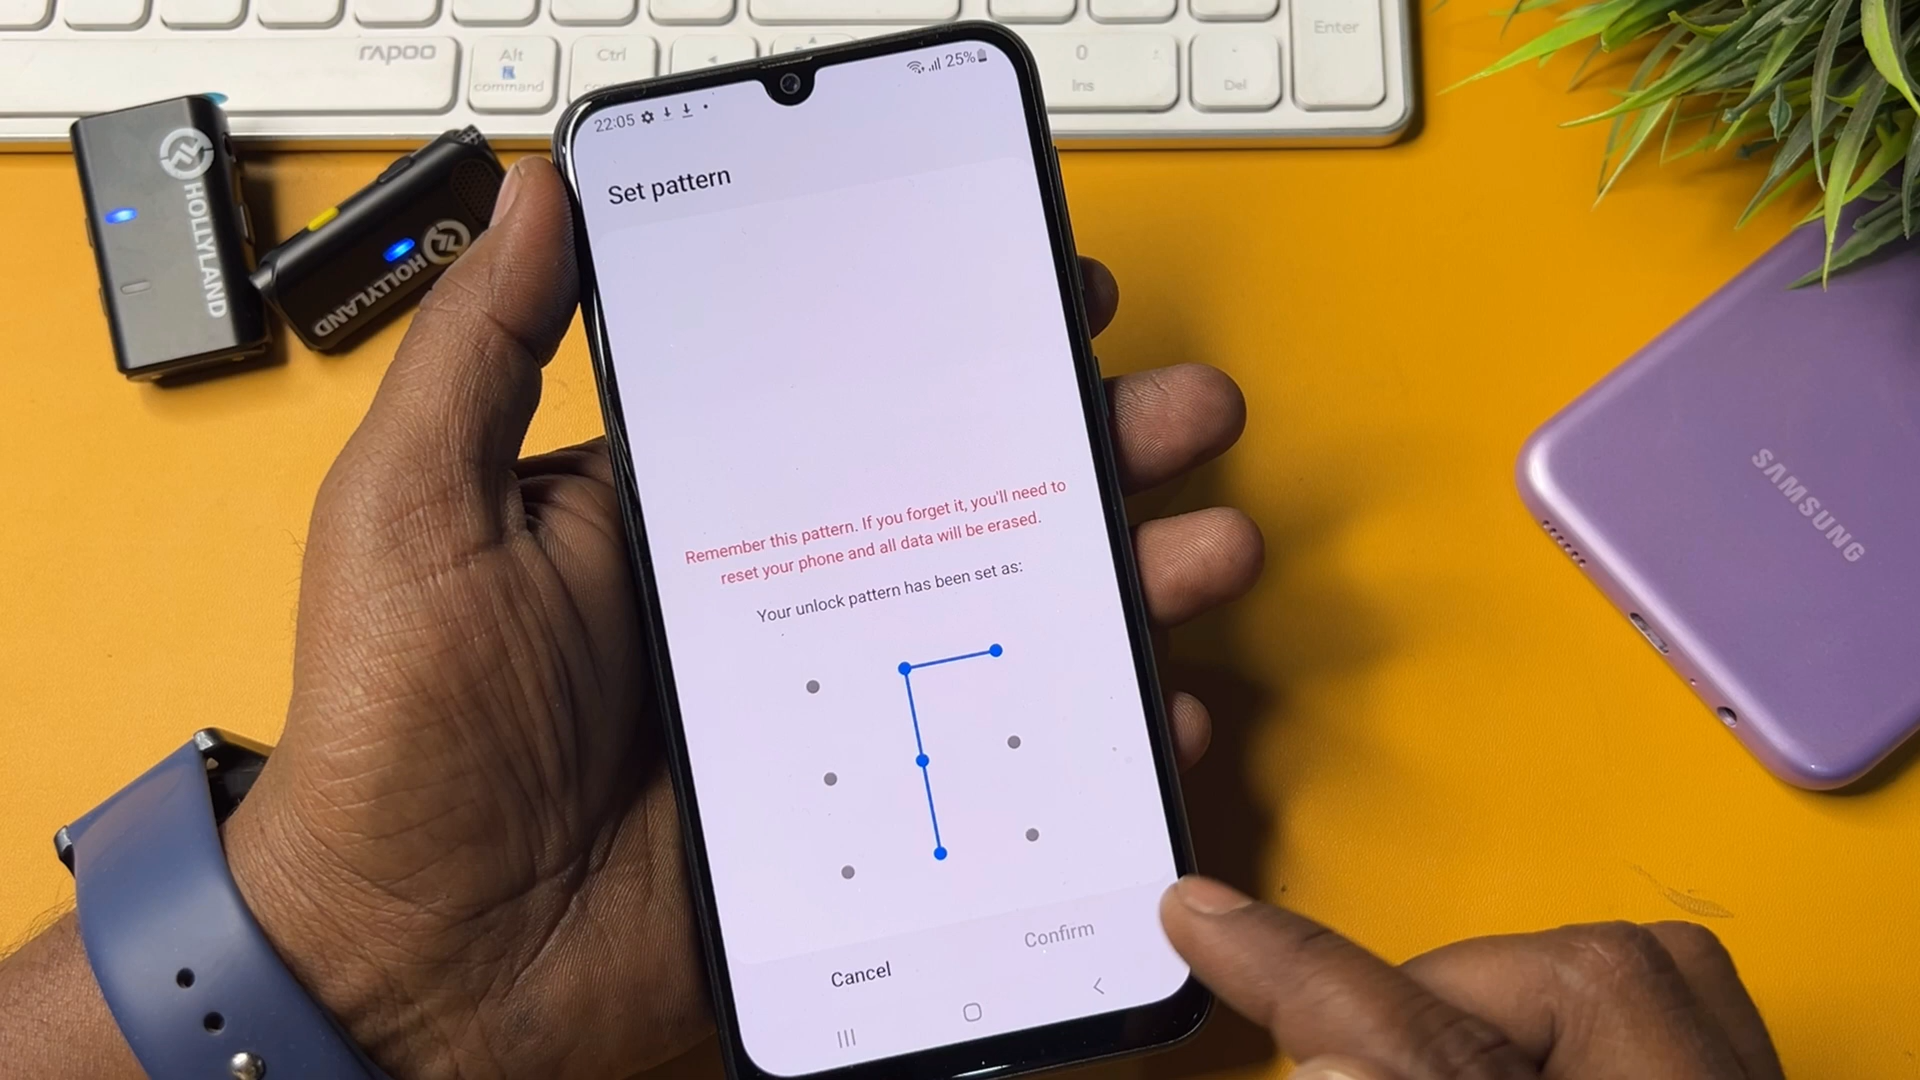 rapoo
Alt
command
Ctrl
0
Ins
Del
Enter
HOLLYLAND
HOLLYLAND
22:05
25%
Set pattern
Remember this pattern. If you forget it, you'll need to
reset your phone and all data will be erased.
Your unlock pattern has been set as:
Cancel
Confirm
SAMSUNG